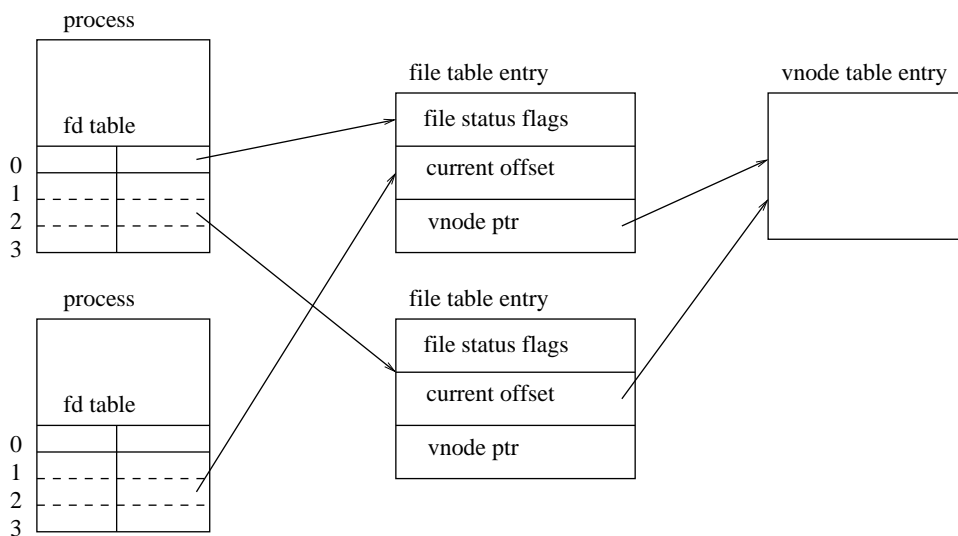 process
fd table
0
1
2
3
process
fd table
0
1
2
3
file table entry
file status flags
current offset
vnode ptr
file table entry
file status flags
current offset
vnode ptr
vnode table entry